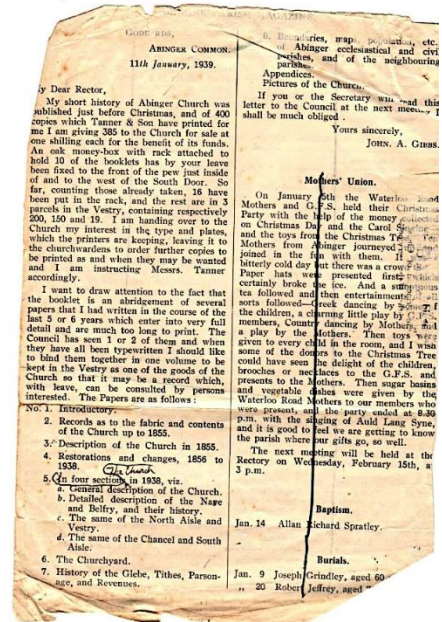 ABINGER COMMON.
11th January, 1939.
My Dear Rector,
My short history of Abinger Church was
published just before Christmas, and of 400
copies which Tanner & Son have printed for
me I am giving 385 to the Church for sale at
one shilling each for the benefit of its funds.
An oak money-box with rack attached to
hold 10 of the booklets has by your leave
been fixed to the front of the pew just inside
of and to the west of the South Door. So
far, counting those already taken, 16 have
been put in the rack, and the rest are in 3
parcels in the Vestry, containing respectively
200, 150 and 19. I am handing over to the
Church my interest in the type and plates,
which the printers are keeping, leaving it to
the churchwardens to order further copies to
be printed as and when they may be wanted
and I am instructing Messrs. Tanner
accordingly.
I want to draw attention to the fact that
the booklet is an abridgement of several
papers that I had written in the course of the
last 5 or 6 years which enter into very full
detail and are much too long to print. The
Council has seen 1 or 2 of them and when
they have all been typewritten I should like
to bind them together in one volume to be
kept in the Vestry as one of the goods of the
Church so that it may be a record which,
with leave, can be consulted by persons
interested. The Papers are as follows :
No. 1. Introductory.
2. Records as to the fabric and contents
of the Church up to 1855.
3. Description of the Church in 1855.
4. Restorations and changes, 1856 to
1938.
The Church
5. In four sections in 1938, viz.
a. General description of the Church.
b. Detailed description of the Nave
and Belfry, and their history.
c. The same of the North Aisle and
Vestry.
d. The same of the Chancel and South
Aisle.
6. The Churchyard.
7. History of the Glebe, Tithes, Parson-
age, and Revenues.
8. Boundaries, maps, population, etc.
of Abinger ecclesiastical and civil
parishes, and of the neighbouring
parishes.
Appendices.
Pictures of the Church.
If you or the Secretary will read this
letter to the Council at the next meeting I
shall be much obliged.
Yours sincerely,
JOHN. A. GIBBS.
Mothers' Union.
On January 5th the Waterloo Road
Mothers and G.F.S. held their Christmas
Party with the help of the money collected
on Christmas Day and the Carol Singing
and the toys from the Christmas Tree. Ten
Mothers from Abinger journeyed
joined in the fun with them. It
bitterly cold day but there was a crowd
Paper hats were presented first which
certainly broke the ice. And a sumptuous
tea followed and then entertainments of all
sorts followed—Greek dancing by some of
the children, a charming little play by
members, Country dancing by Mothers, and
a play by the Mothers. Then toys were
given to every child in the room, and I wish
some of the donors to the Christmas Tree
could have seen the delight of the children,
brooches or necklaces to the G.F.S. and
presents to the Mothers. Then sugar basins
and vegetable dishes were given by the
Waterloo Road Mothers to our members who
were present, and the party ended at 8.30
p.m. with the singing of Auld Lang Syne,
and it is good to feel we are getting to know
the parish where our gifts go, so well.
The next meeting will be held at the
Rectory on Wednesday, February 15th, at
3 p.m.
Baptism.
Jan. 14 Allan Richard Spratley.
Burials.
Jan. 9 Joseph Grindley, aged 60
„ 20 Robert Jeffrey, aged